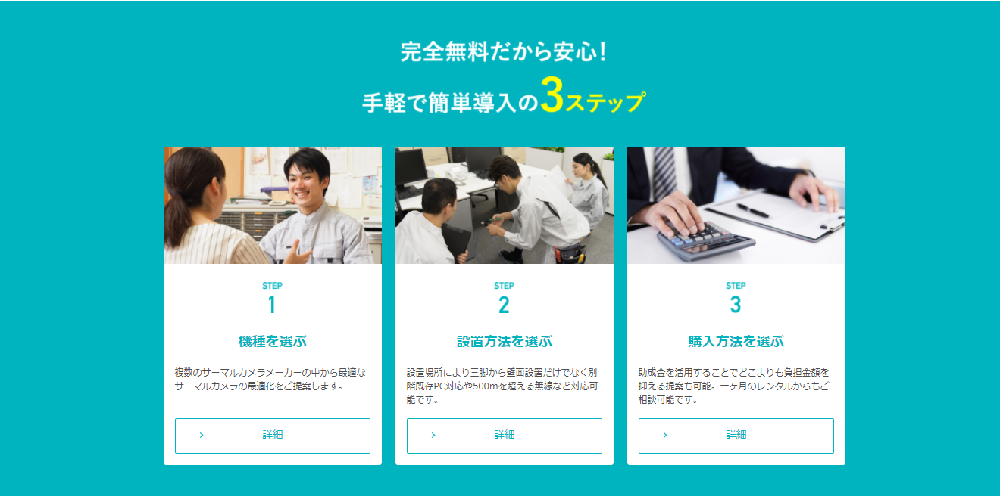 完全無料だから安心！
手軽で簡単導入の3ステップ
STEP
1
機種を選ぶ
複数のサーマルカメラメーカーの中から最適な
サーマルカメラの最適化をご提案します。
詳細
STEP
2
設置方法を選ぶ
設置場所により三脚から壁面設置だけでなく別
階既存PC対応や500mを超える無線など対応可
能です。
詳細
STEP
3
購入方法を選ぶ
助成金を活用することでどこよりも負担金額を
抑える提案も可能。一ヶ月のレンタルからもご
相談可能です。
詳細